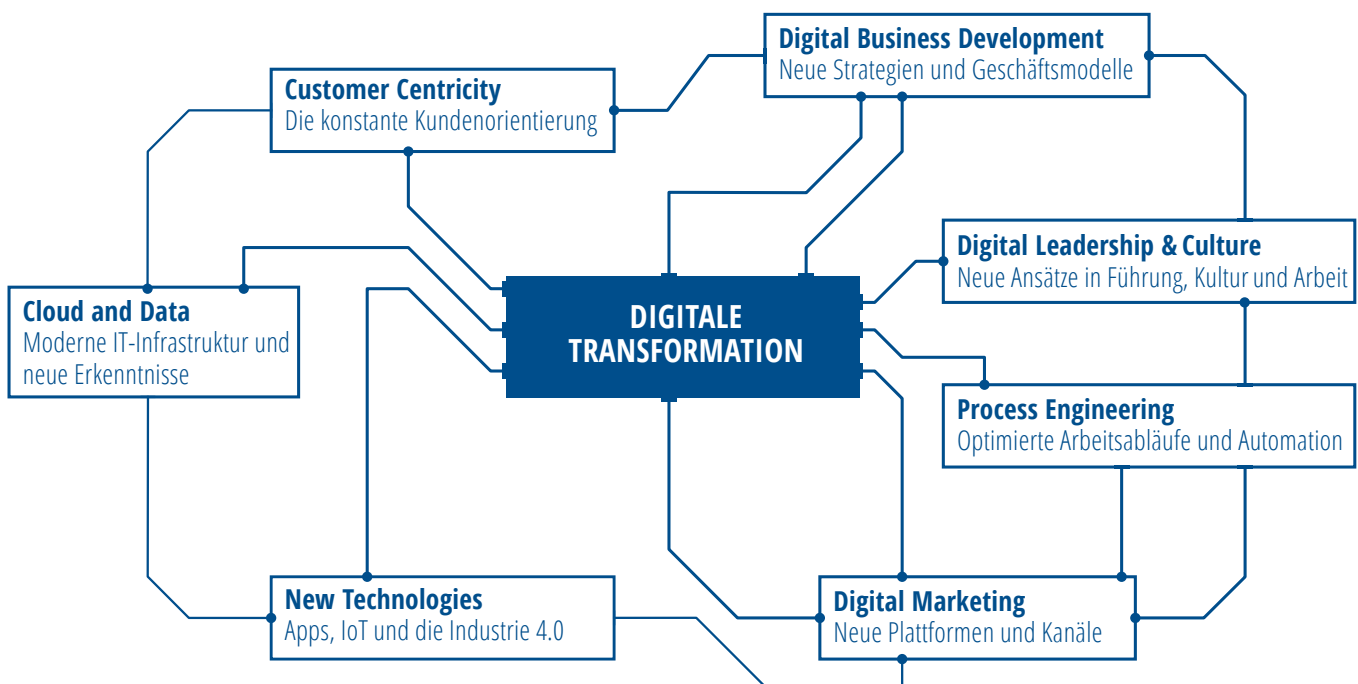 Digital Business Development
Neue Strategien und Geschäftsmodelle
Customer Centricity
Die konstante Kundenorientierung
Digital Leadership & Culture
Neue Ansätze in Führung, Kultur und Arbeit
Cloud and Data
Moderne IT-Infrastruktur und
neue Erkenntnisse
DIGITALE
TRANSFORMATION
Process Engineering
Optimierte Arbeitsabläufe und Automation
New Technologies
Apps, IoT und die Industrie 4.0
Digital Marketing
Neue Plattformen und Kanäle